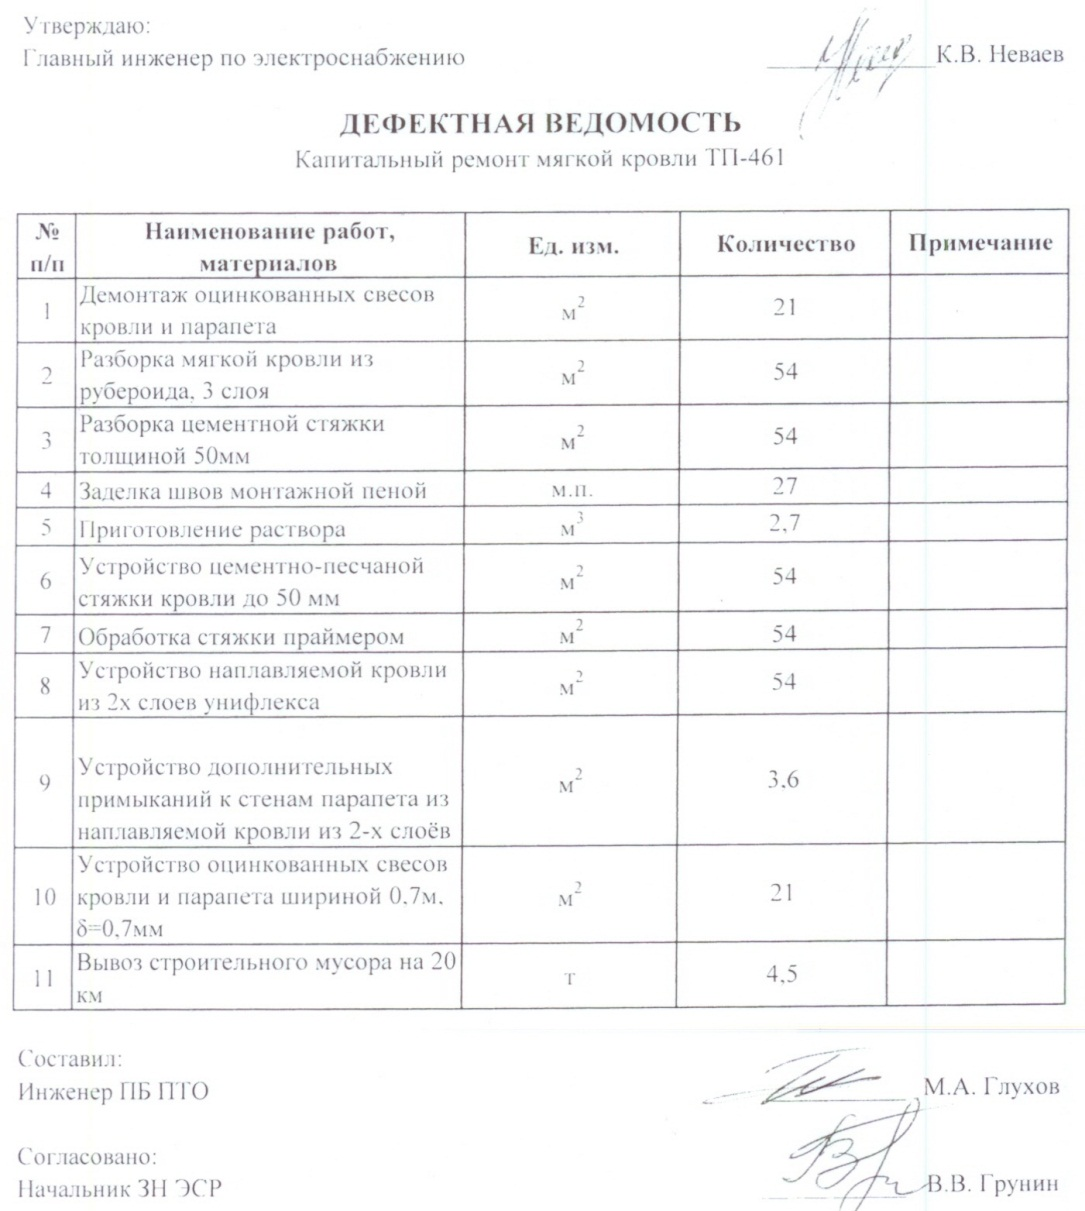 Утверждаю:
Главный инженер по электроснабжению
К.В. Неваев
ДЕФЕКТНАЯ ВЕДОМОСТЬ
Капитальный ремонт мягкой кровли ТП-461
№ п/п
Наименование работ, материалов
Ед. изм.
Количество
Примечание
1
Демонтаж оцинкованных свесов
кровли и парапета
м²
21
2
Разборка мягкой кровли из
рубероида, 3 слоя
м²
54
3
Разборка цементной стяжки
толщиной 50мм
м²
54
4
Заделка швов монтажной пеной
м.п.
27
5
Приготовление раствора
м³
2,7
6
Устройство цементно-песчаной
стяжки кровли до 50 мм
м²
54
7
Обработка стяжки праймером
м²
54
8
Устройство наплавляемой кровли
из 2х слоев унифлекса
м²
54
9
Устройство дополнительных
примыканий к стенам парапета из
наплавляемой кровли из 2-х слоёв
м²
3,6
10
Устройство оцинкованных свесов
кровли и парапета шириной 0,7м,
δ=0,7мм
м²
21
11
Вывоз строительного мусора на 20
км
т
4,5
Составил:
Инженер ПБ ПТО
М.А. Глухов
Согласовано:
Начальник ЗН ЭСР
В.В. Грунин